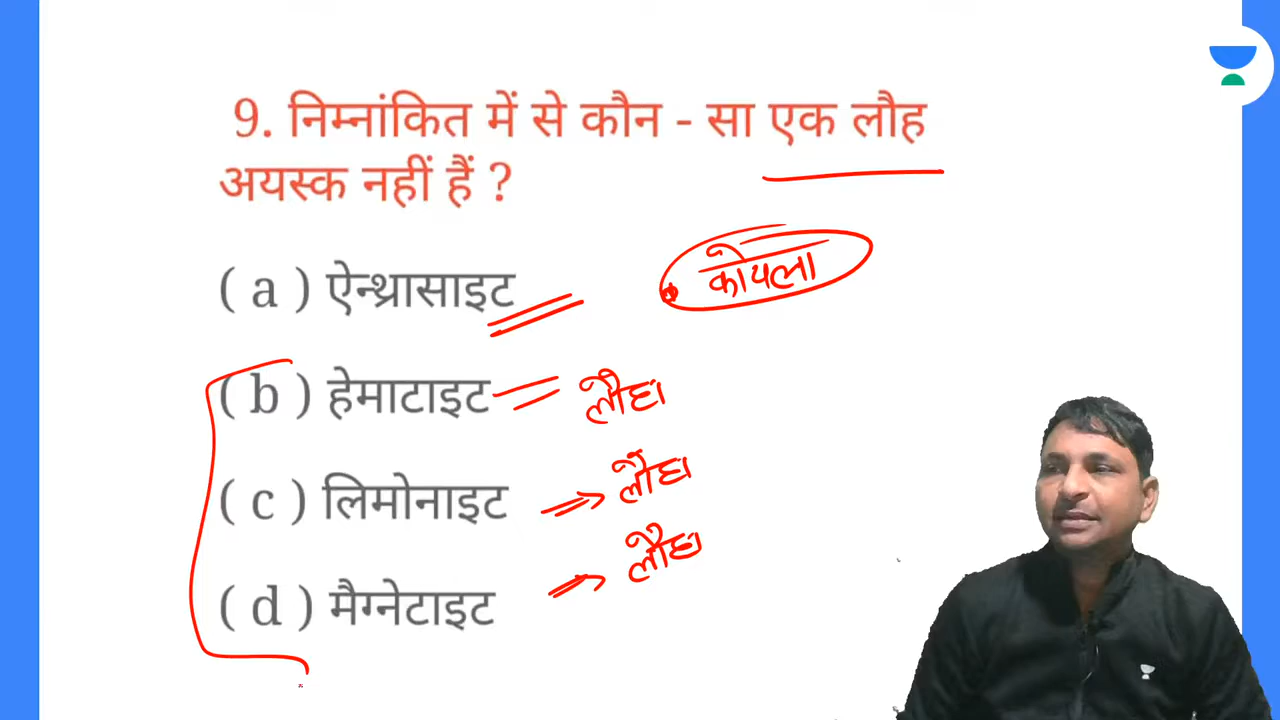 9. निम्नांकित में से कौन - सा एक लौह
अयस्क नहीं हैं ?
( a ) ऐन्थ्रासाइट
कोयला
( b ) हेमाटाइट
लौह
( c ) लिमोनाइट
लौह
( d ) मैग्नेटाइट
लौह